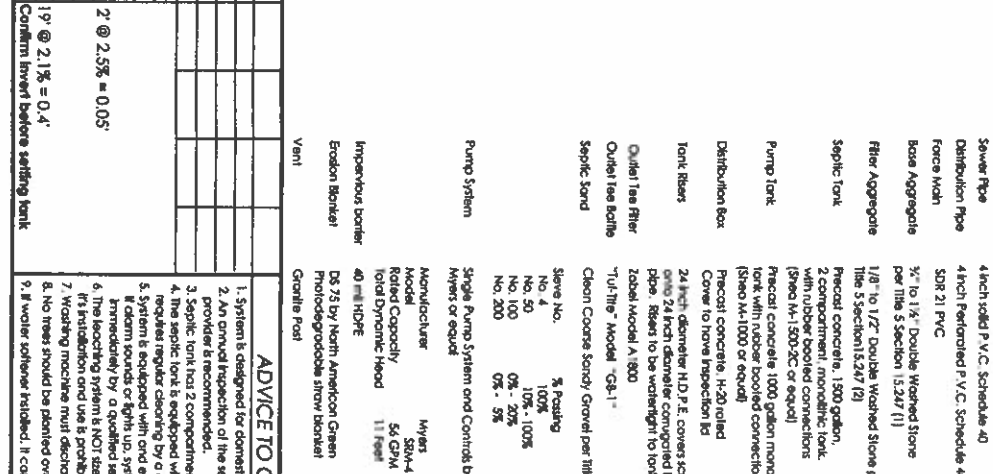 Sewer Pipe 4 inch solid P.V.C. Schedule 40
Distribution Pipe 4 inch Perforated P.V.C. Schedule 4
Force Main SDR 21 PVC
Base Aggregate ¾" to 1½" Double Washed Stone
per Title 5 Section 15.247 (1)
Filter Aggregate 1/8" to 1/2" Double Washed Stone
Title 5 Section 15.247 (2)
Septic Tank Precast concrete, 1500 gallon,
2 compartment, monolithic tank.
with rubber booted connections
(Shea M-1500-2C or equal)
Pump Tank Precast concrete 1000 gallon mono
tank with rubber booted connectio
(Shea M-1000 or equal)
Distribution Box Precast concrete, H-20 rated
Cover to have inspection lid
Tank Risers 24 inch diameter H.D.P.E. covers sc
onto 24 inch diameter corrugated
pipe. Risers to be watertight to tan
Outlet Tee Filter Zabel Model A1800
Outlet Tee Baffle "Tuf-Tite" Model "GB-1"
Septic Sand Clean Coarse Sandy Gravel per Titl
Sieve No. % Passing
No. 4 100%
No. 50 10% - 100%
No. 100 0% - 20%
No. 200 0% - 5%
Pump System Single Pump System and Controls b
Myers or equal
Manufacturer Myers
Model SRM-4
Rated Capacity 56 GPM
Total Dynamic Head 11 Feet
Impervious barrier 40 mil HDPE
Erosion Blanket DS 75 by North American Green
Photodegradable straw blanket
Vent Granite Post
2' @ 2.5% = 0.05'
19' @ 2.1% = 0.4'
Confirm Invert before setting tank
ADVICE TO
1. System is designed for domest
2. An annual inspection of the se
provider is recommended.
3. Septic tank has 2 compartme
4. The septic tank is equipped wi
requires regular cleaning by a
5. System is equipped with and e
If alarm sounds or lights up, sys
immediately by a qualified se
6. The leaching system is NOT size
it's installation and use is prohib
7. Washing machine must discha
8. No trees should be planted ov
9. If water softener installed, it ca